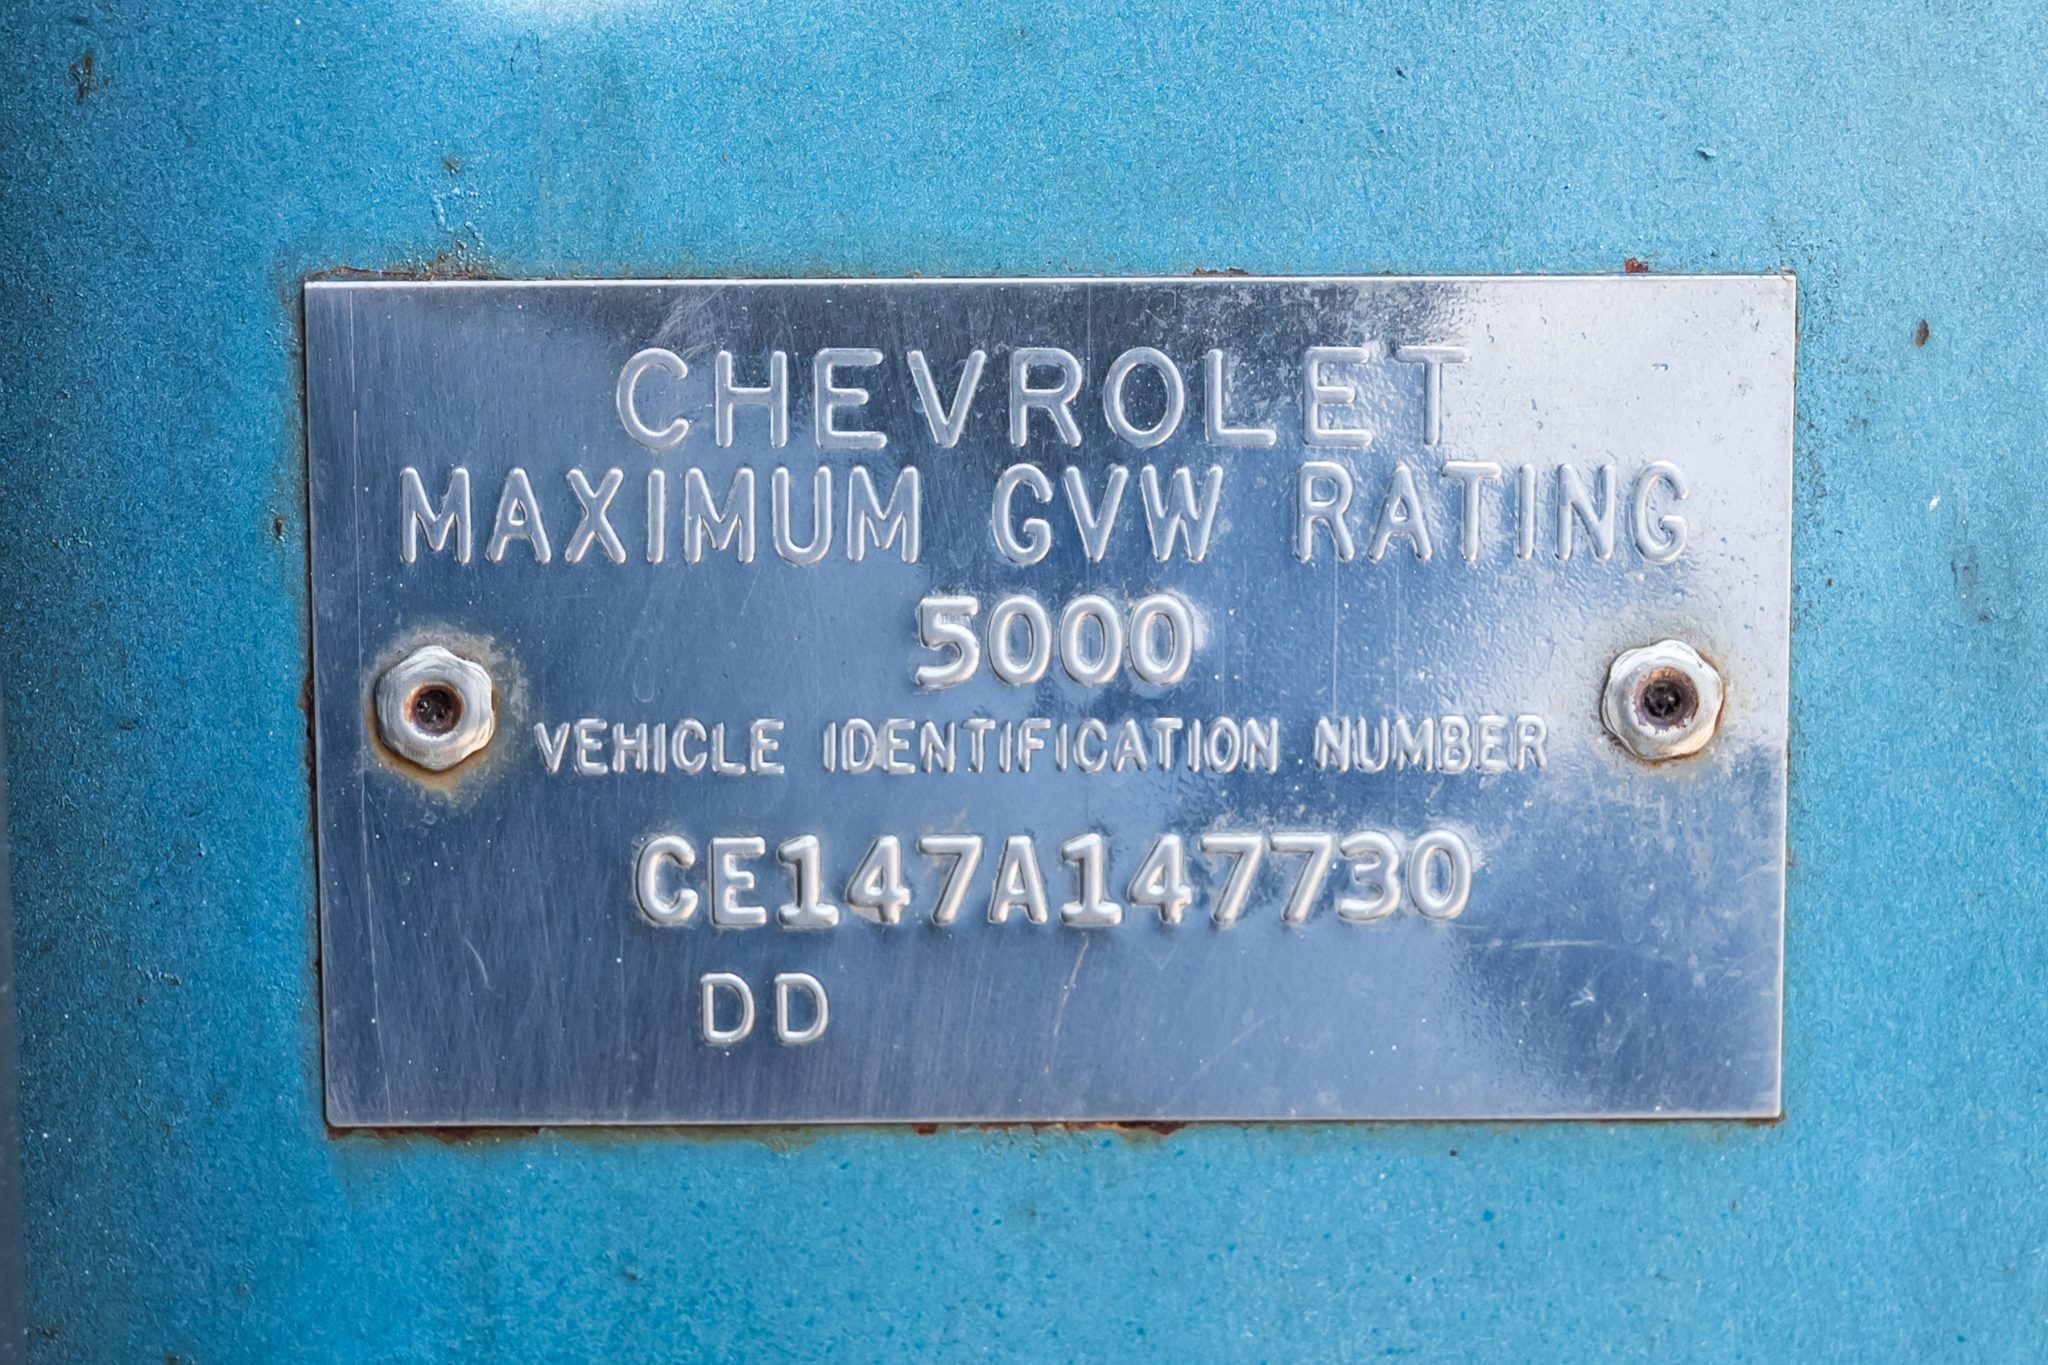 CHEVROLET
MAXIMUM GVW RATING
5000
VEHICLE IDENTIFICATION NUMBER
CE147A147730
DD